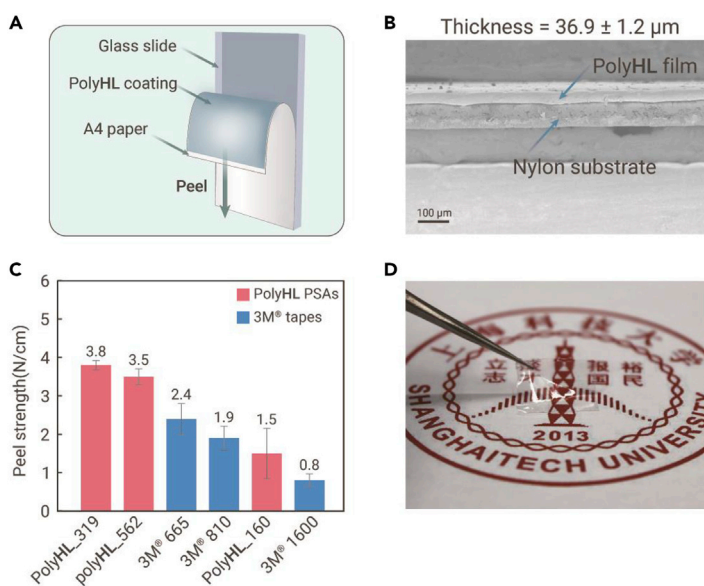 A
Glass slide
PolyHL coating
A4 paper
Peel
B
Thickness = 36.9 ± 1.2 μm
PolyHL film
Nylon substrate
100 μm
C
Peel strength(N/cm)
6
5
4
3
2
1
0
PolyHL PSAs
3M® tapes
3.8
3.5
2.4
1.9
1.5
0.8
PolyHL_319
polyHL_562
3M® 665
3M® 810
PolyHL_160
3M® 1600
D
上海科技大学
立 报 裕
志 国 民
2013
SHANGHAITECH UNIVERSITY